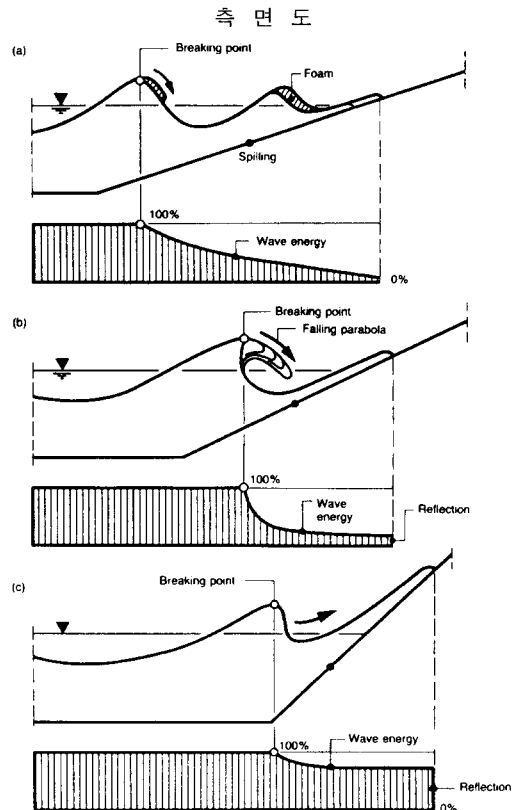 측 면 도
(a)
Breaking point
Foam
Spilling
100%
Wave energy
0%
(b)
Breaking point
Falling parabola
100%
Wave
energy
Reflection
(c)
Breaking point
100%
Wave energy
Reflection
0%